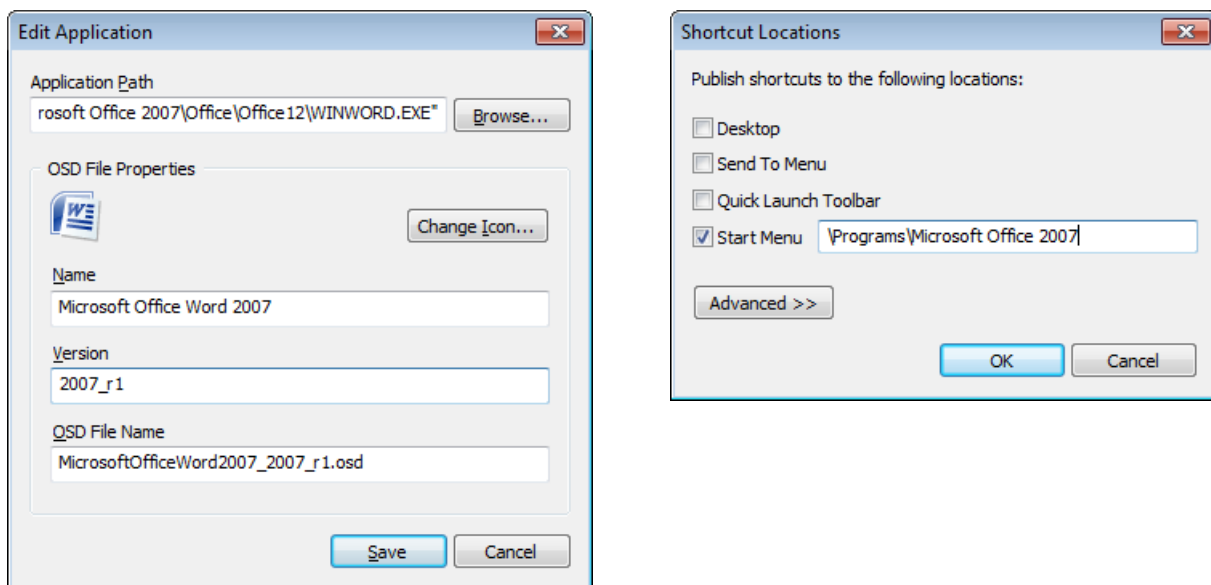 Edit Application
Application Path
rosoft Office 2007\Office\Office12\WINWORD.EXE"
Browse...
OSD File Properties
Change Icon...
Name
Microsoft Office Word 2007
Version
2007_r1
OSD File Name
MicrosoftOfficeWord2007_2007_r1.osd
Save
Cancel
Shortcut Locations
Publish shortcuts to the following locations:
Desktop
Send To Menu
Quick Launch Toolbar
Start Menu
\Programs\Microsoft Office 2007
Advanced >>
OK
Cancel